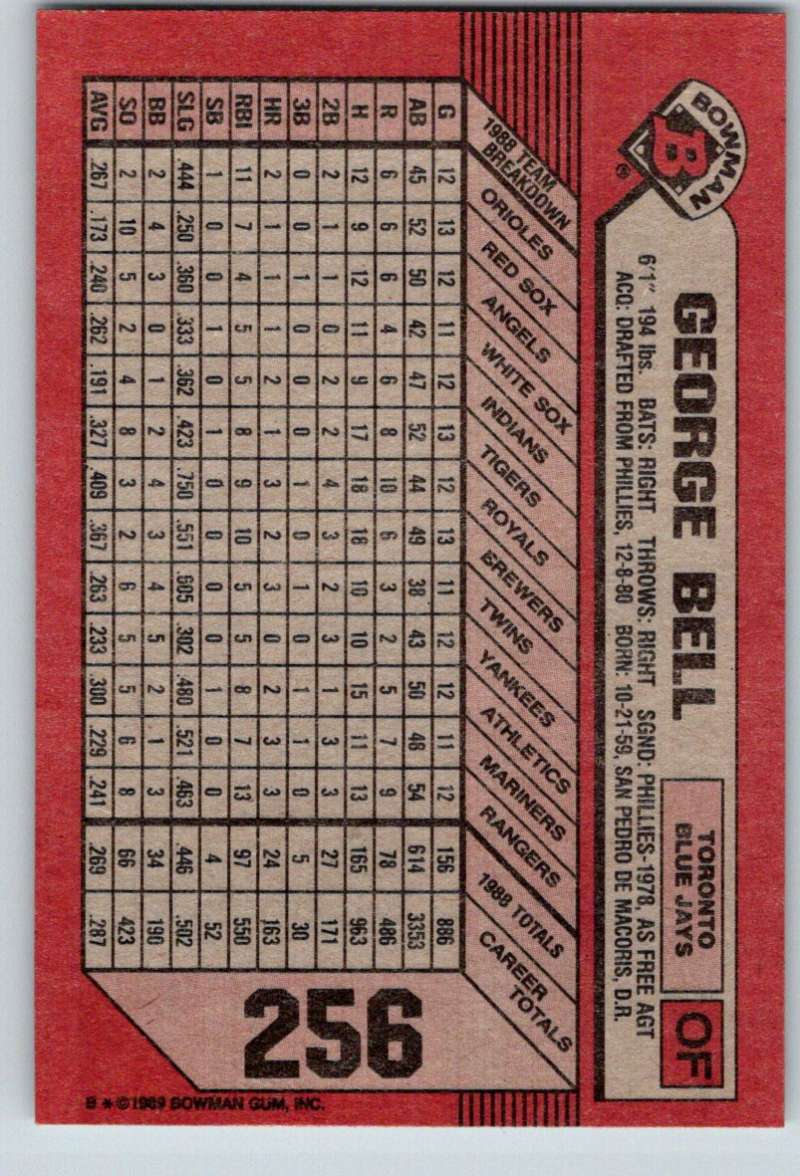 BOWMAN
B
®
GEORGE BELL
TORONTO
BLUE JAYS
OF
6'1" 194 lbs. BATS: RIGHT THROWS: RIGHT SGND: PHILLIES-1978, AS FREE AGT
ACQ: DRAFTED FROM PHILLIES, 12-8-80 BORN: 10-21-59, SAN PEDRO DE MACORIS, D.R.
1988 TEAM BREAKDOWN ORIOLES RED SOX ANGELS WHITE SOX INDIANS TIGERS ROYALS BREWERS TWINS YANKEES ATHLETICS MARINERS RANGERS 1988 TOTALS CAREER TOTALS
G 12 13 12 11 12 13 12 13 11 12 12 11 12 156 886
AB 45 52 50 42 47 52 44 49 38 43 50 48 54 614 3353
R 6 6 6 4 6 8 10 6 3 2 5 7 9 78 486
H 12 9 12 11 9 17 18 18 10 10 15 11 13 165 963
2B 2 1 1 0 2 2 4 3 2 3 1 3 3 27 171
3B 0 0 1 0 0 0 1 0 1 0 1 1 0 5 30
HR 2 1 1 1 2 1 3 2 3 0 2 3 3 24 163
RBI 11 7 4 5 5 8 9 10 5 5 8 7 13 97 550
SB 1 0 0 1 0 1 0 0 0 0 1 0 0 4 52
SLG .444 .250 .360 .333 .362 .423 .750 .551 .605 .302 .480 .521 .463 .446 .502
BB 2 4 3 0 1 2 4 3 4 5 2 1 3 34 190
SO 2 10 5 2 4 8 3 2 6 5 5 6 8 66 423
AVG .267 .173 .240 .262 .191 .327 .409 .367 .263 .233 .300 .229 .241 .269 .287
256
B * ©1989 BOWMAN GUM, INC.